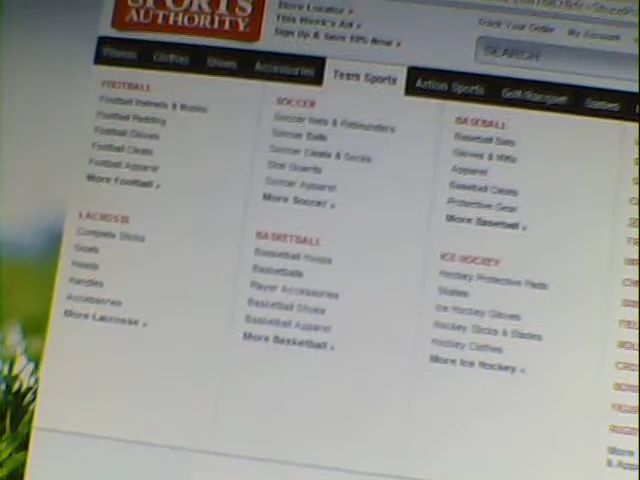 SPORTS
AUTHORITY
Store Locator »
This Week's Ad »
Sign Up & Save 10% Now »
Track Your Order My Account
SEARCH
Fitness Clothes Shoes Accessories Team Sports Action Sports Golf/Racquet Games
FOOTBALL
Football Helmets & Masks
Football Padding
Football Gloves
Football Cleats
Football Apparel
More Football »
SOCCER
Soccer Nets & Rebounders
Soccer Balls
Soccer Cleats & Socks
Shin Guards
Soccer Apparel
More Soccer »
BASEBALL
Baseball Bats
Gloves & Mitts
Apparel
Baseball Cleats
Protective Gear
More Baseball »
LACROSSE
Complete Sticks
Goals
Heads
Handles
Accessories
More Lacrosse »
BASKETBALL
Basketball Hoops
Basketballs
Player Accessories
Basketball Shoes
Basketball Apparel
More Basketball »
ICE HOCKEY
Hockey Protective Pads
Skates
Ice Hockey Gloves
Hockey Sticks & Blades
Hockey Clothes
More Ice Hockey »
More